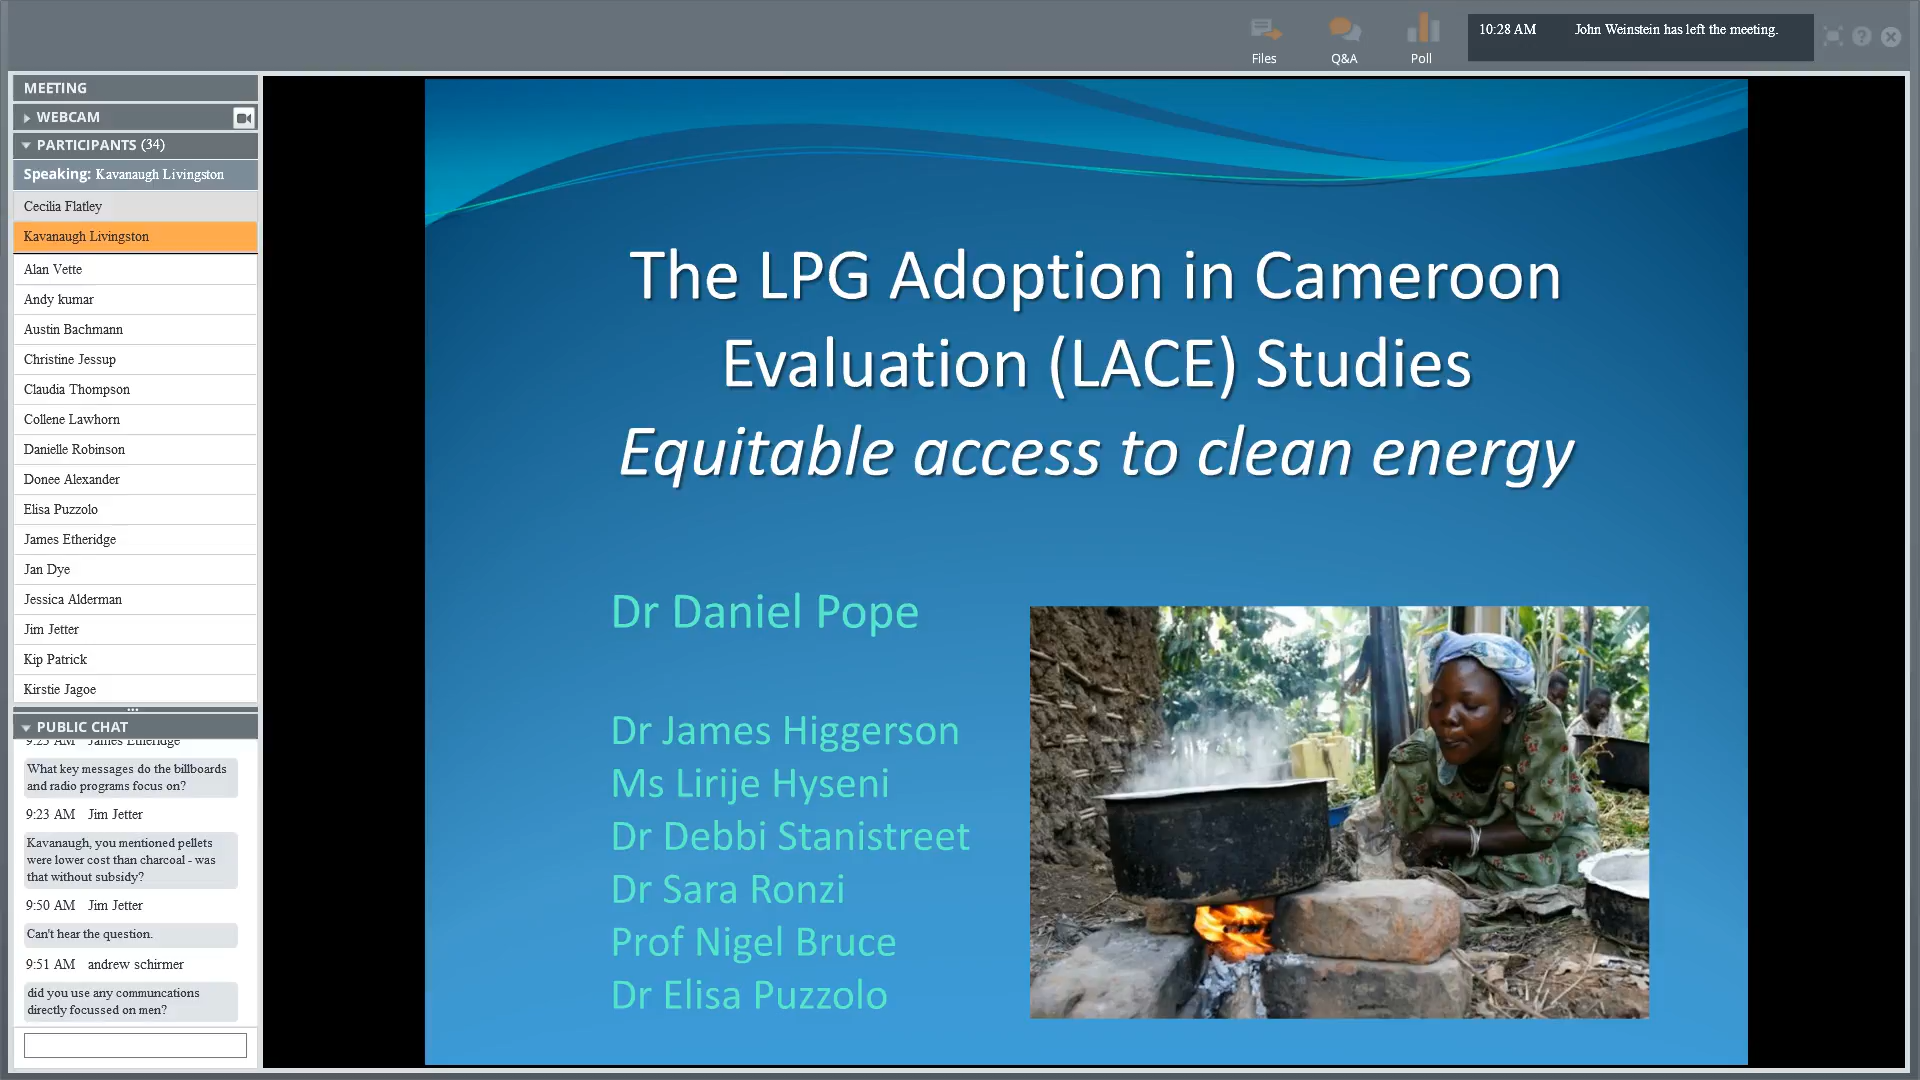 Files
Q&A
Poll
10:28 AM John Weinstein has left the meeting.
MEETING
WEBCAM
PARTICIPANTS (34)
Speaking: Kavanaugh Livingston
Cecilia Flatley
Kavanaugh Livingston
Alan Vette
Andy kumar
Austin Bachmann
Christine Jessup
Claudia Thompson
Collene Lawhorn
Danielle Robinson
Donee Alexander
Elisa Puzzolo
James Etheridge
Jan Dye
Jessica Alderman
Jim Jetter
Kip Patrick
Kirstie Jagoe
PUBLIC CHAT
9:23 AM James Etheridge
What key messages do the billboards
and radio programs focus on?
9:23 AM Jim Jetter
Kavanaugh, you mentioned pellets
were lower cost than charcoal - was
that without subsidy?
9:50 AM Jim Jetter
Can't hear the question.
9:51 AM andrew schirmer
did you use any communcations
directly focussed on men?
The LPG Adoption in Cameroon
Evaluation (LACE) Studies
Equitable access to clean energy
Dr Daniel Pope
Dr James Higgerson
Ms Lirije Hyseni
Dr Debbi Stanistreet
Dr Sara Ronzi
Prof Nigel Bruce
Dr Elisa Puzzolo